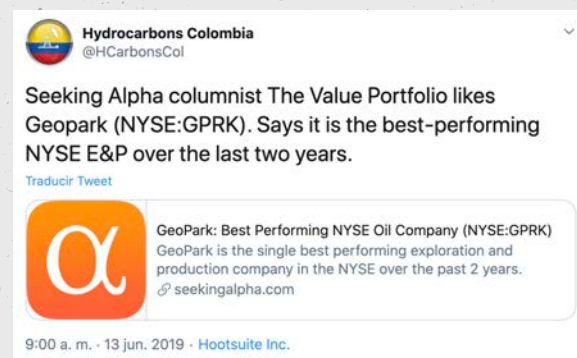 Hydrocarbons Colombia
@HCarbonsCol
Seeking Alpha columnist The Value Portfolio likes
Geopark (NYSE:GPRK). Says it is the best-performing
NYSE E&P over the last two years.
Traducir Tweet
α
GeoPark: Best Performing NYSE Oil Company (NYSE:GPRK)
GeoPark is the single best performing exploration and
production company in the NYSE over the past 2 years.
seekingalpha.com
9:00 a. m. · 13 jun. 2019 · Hootsuite Inc.